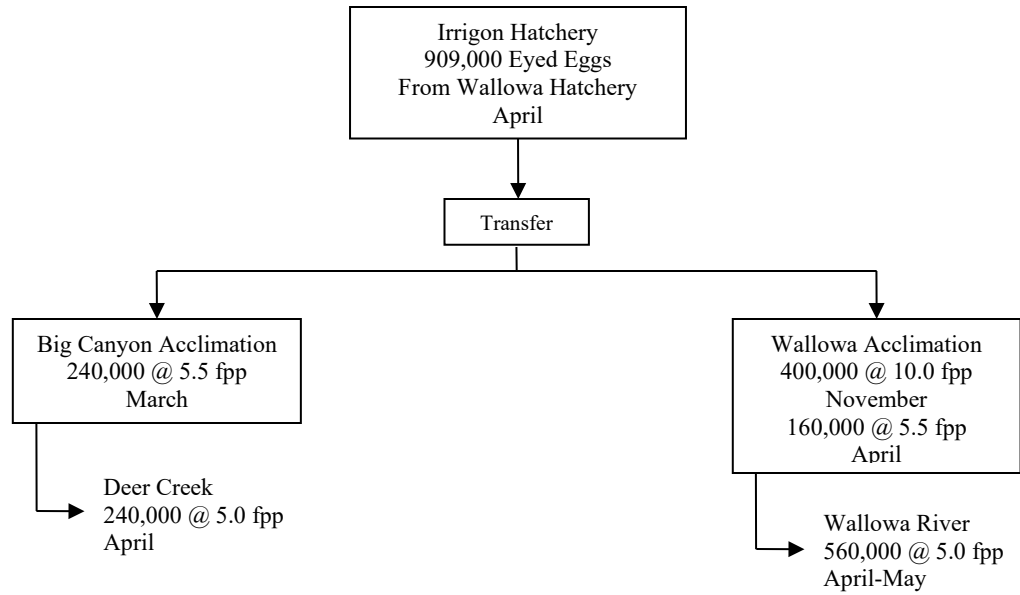 Irrigon Hatchery
909,000 Eyed Eggs
From Wallowa Hatchery
April
Transfer
Big Canyon Acclimation
240,000 @ 5.5 fpp
March
Deer Creek
240,000 @ 5.0 fpp
April
Wallowa Acclimation
400,000 @ 10.0 fpp
November
160,000 @ 5.5 fpp
April
Wallowa River
560,000 @ 5.0 fpp
April-May